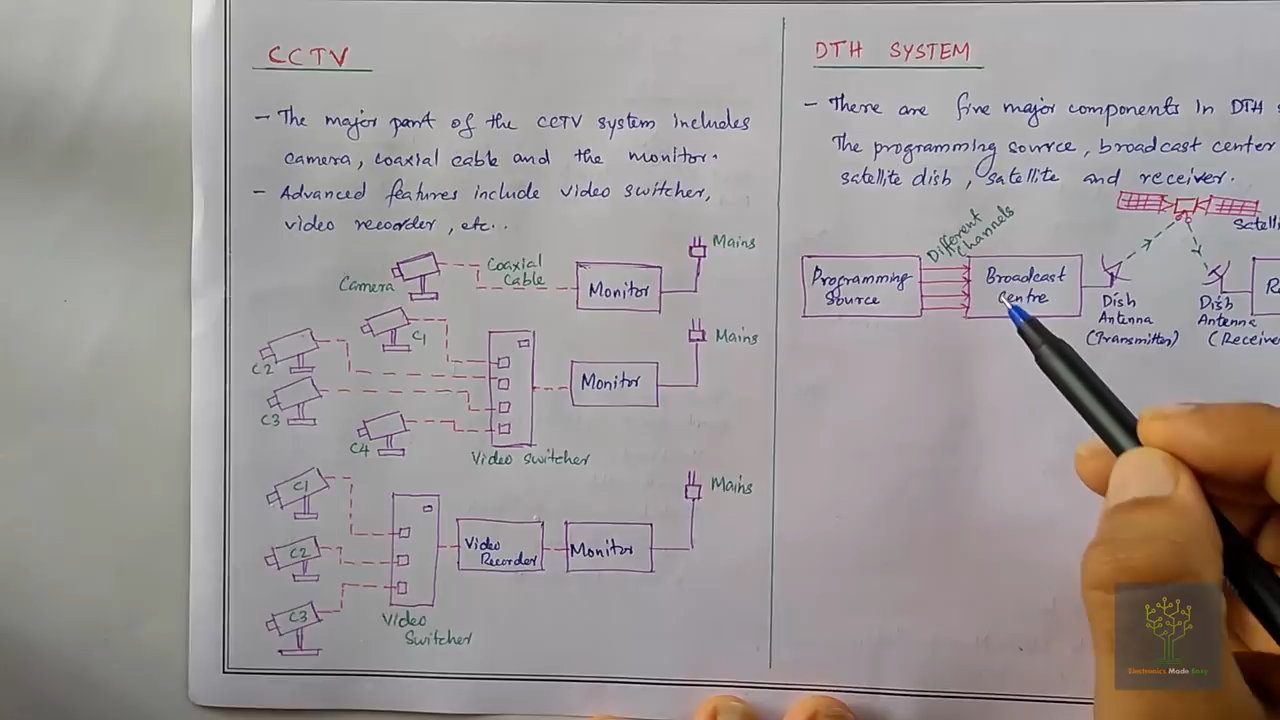 CCTV
- The major part of the CCTV system includes
camera, coaxial cable and the monitor.
- Advanced features include video switcher,
video recorder, etc..
Camera
Coaxial
Cable
Monitor
Mains
C1
C2
C3
C4
Video switcher
Monitor
Mains
C1
C2
C3
Video
Switcher
Video
Recorder
Monitor
Mains
DTH SYSTEM
- There are five major components in DTH
The programming source, broadcast center
satellite dish, satellite and receiver.
Programming
Source
Different
Channels
Broadcast
Centre
Dish
Antenna
(Transmitter)
Dish
Antenna
Electronics Made Easy